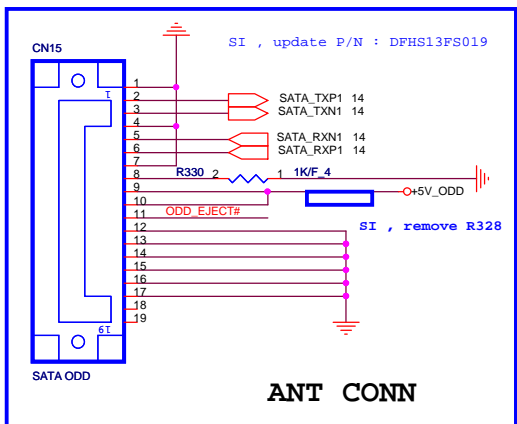 SI , update P/N : DFHS13FS019
CN15
1
1
2 SATA_TXP1 14
3 SATA_TXN1 14
4
5 SATA_RXN1 14
6 SATA_RXP1 14
7
8 R330 2 1 1K/F_4
9 +5V_ODD
10
11 ODD_EJECT#
12 SI , remove R328
13
14
15
16
17
18
19
19
SATA ODD
ANT CONN